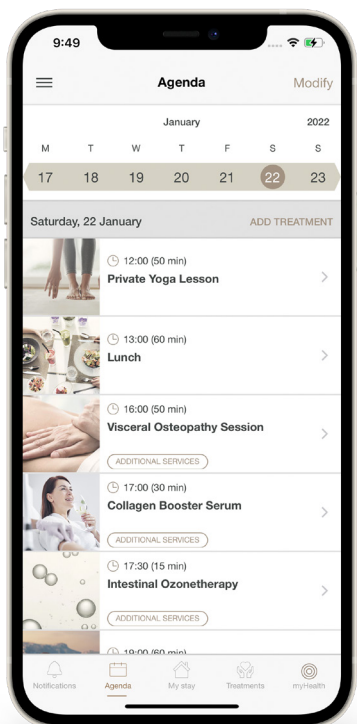 9:49
Agenda
Modify
January
2022
M T W T F S S
17 18 19 20 21 22 23
Saturday, 22 January
ADD TREATMENT
12:00 (50 min)
Private Yoga Lesson
13:00 (60 min)
Lunch
16:00 (50 min)
Visceral Osteopathy Session
ADDITIONAL SERVICES
17:00 (30 min)
Collagen Booster Serum
ADDITIONAL SERVICES
17:30 (15 min)
Intestinal Ozonetherapy
ADDITIONAL SERVICES
19:00 (60 min)
Notifications
Agenda
My stay
Treatments
myHealth